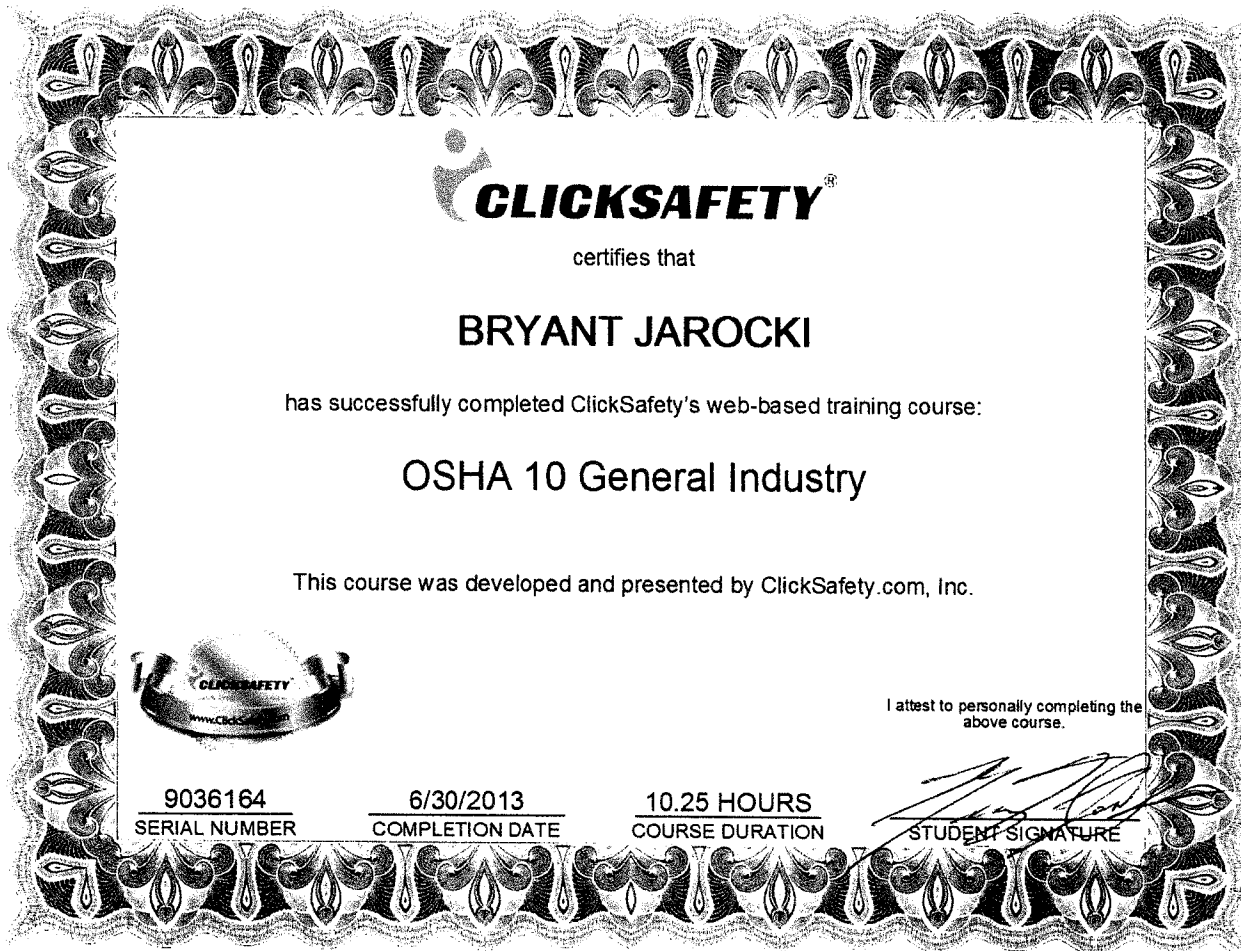 CLICKSAFETY®
certifies that
BRYANT JAROCKI
has successfully completed ClickSafety's web-based training course:
OSHA 10 General Industry
This course was developed and presented by ClickSafety.com, Inc.
CLICKSAFETY
I attest to personally completing the
above course.
9036164
SERIAL NUMBER
6/30/2013
COMPLETION DATE
10.25 HOURS
COURSE DURATION
STUDENT SIGNATURE